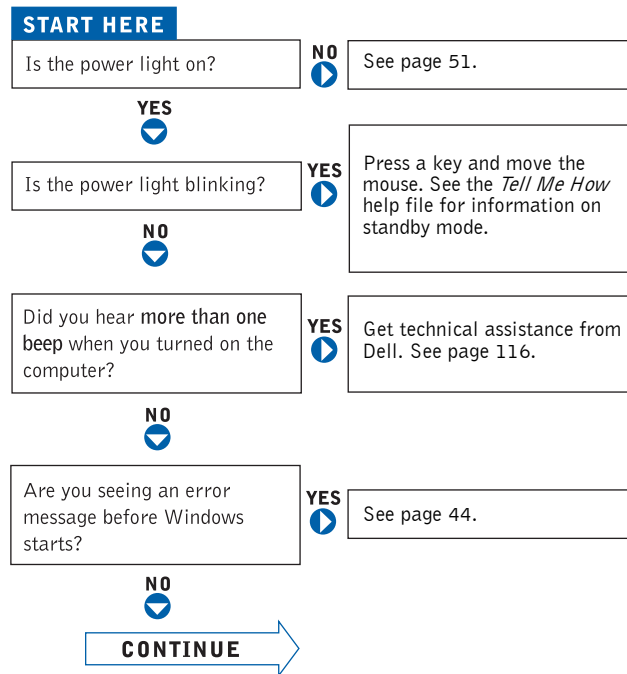 START HERE
Is the power light on?
NO
See page 51.
YES
Is the power light blinking?
YES
Press a key and move the
mouse. See the Tell Me How
help file for information on
standby mode.
NO
Did you hear more than one
beep when you turned on the
computer?
YES
Get technical assistance from
Dell. See page 116.
NO
Are you seeing an error
message before Windows
starts?
YES
See page 44.
NO
CONTINUE